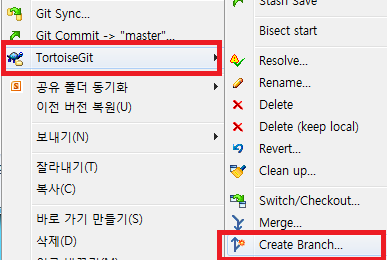 Git Sync...
Git Commit -> "master"...
TortoiseGit
공유 폴더 동기화
이전 버전 복원(U)
보내기(N)
잘라내기(T)
복사(C)
바로 가기 만들기(S)
삭제(D)
Stash Save
Bisect start
Resolve...
Rename...
Delete
Delete (keep local)
Revert...
Clean up...
Switch/Checkout...
Merge...
Create Branch...